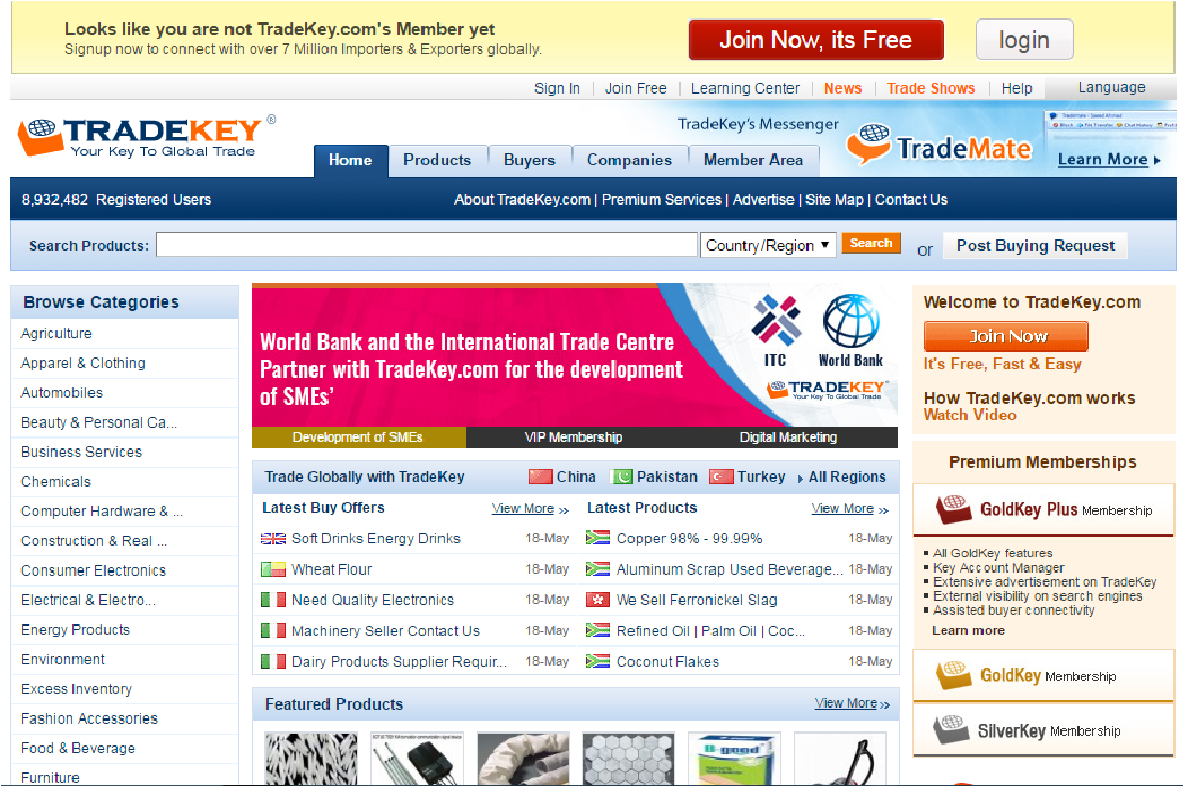 Looks like you are not TradeKey.com's Member yet
Signup now to connect with over 7 Million Importers & Exporters globally.
Join Now, its Free
login
Sign In | Join Free | Learning Center | News | Trade Shows | Help
Language
TRADEKEY ®
Your Key To Global Trade
Home
Products
Buyers
Companies
Member Area
TradeKey's Messenger
TradeMate
Learn More
8,932,482 Registered Users
About TradeKey.com | Premium Services | Advertise | Site Map | Contact Us
Search Products:
Country/Region
Search
or
Post Buying Request
Browse Categories
Agriculture
Apparel & Clothing
Automobiles
Beauty & Personal Ca...
Business Services
Chemicals
Computer Hardware & ...
Construction & Real ...
Consumer Electronics
Electrical & Electro...
Energy Products
Environment
Excess Inventory
Fashion Accessories
Food & Beverage
Furniture
World Bank and the International Trade Centre
Partner with TradeKey.com for the development
of SMEs'
ITC
World Bank
TRADEKEY
Your Key To Global Trade
Development of SMEs
VIP Membership
Digital Marketing
Trade Globally with TradeKey
China
Pakistan
Turkey
All Regions
Latest Buy Offers
View More >>
Soft Drinks Energy Drinks 18-May
Wheat Flour 18-May
Need Quality Electronics 18-May
Machinery Seller Contact Us 18-May
Dairy Products Supplier Requir... 18-May
Latest Products
View More >>
Copper 98% - 99.99% 18-May
Aluminum Scrap Used Beverage... 18-May
We Sell Ferronickel Slag 18-May
Refined Oil | Palm Oil | Coc... 18-May
Coconut Flakes 18-May
Featured Products
View More >>
B-good
Welcome to TradeKey.com
Join Now
It's Free, Fast & Easy
How TradeKey.com works
Watch Video
Premium Memberships
GoldKey Plus Membership
All GoldKey features
Key Account Manager
Extensive advertisement on TradeKey
External visibility on search engines
Assisted buyer connectivity
Learn more
GoldKey Membership
SilverKey Membership